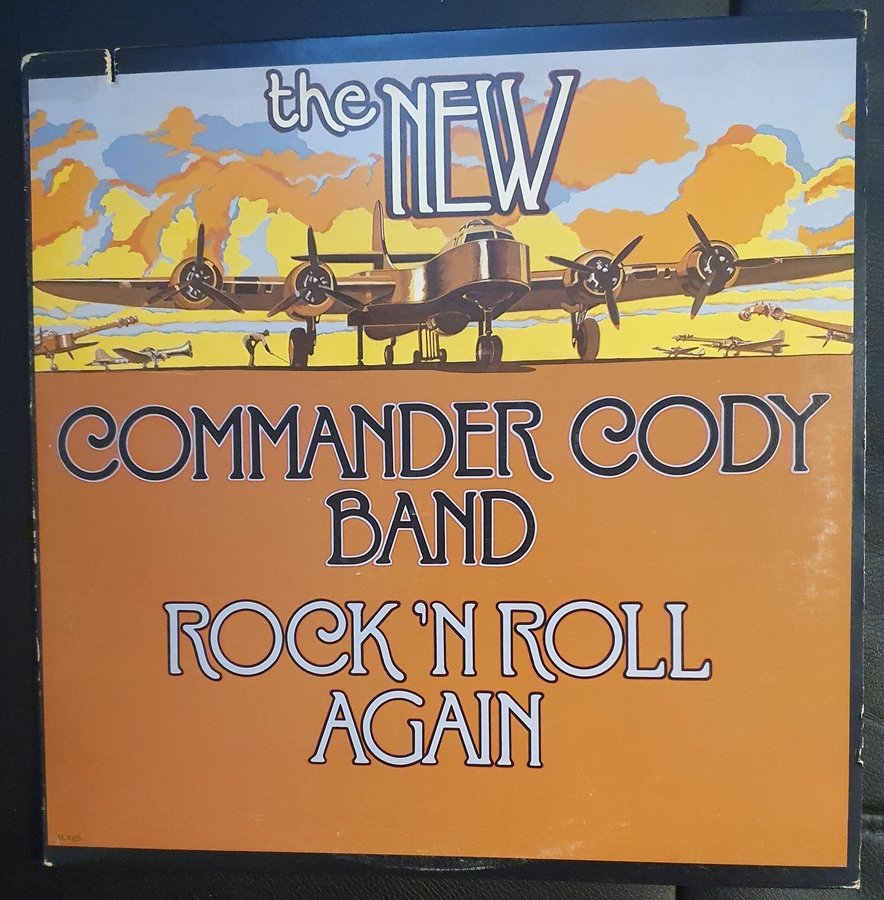 the NEW
COMMANDER CODY
BAND
ROCK 'N ROLL
AGAIN